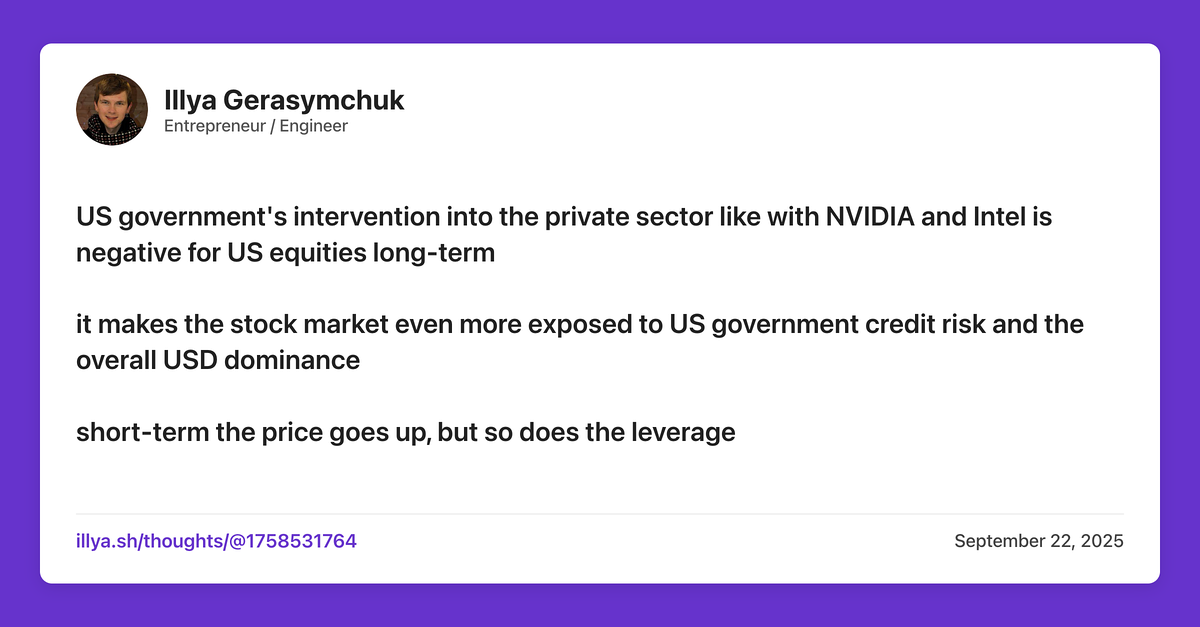 Illya Gerasymchuk
Entrepreneur / Engineer
US government's intervention into the private sector like with NVIDIA and Intel is
negative for US equities long-term
it makes the stock market even more exposed to US government credit risk and the
overall USD dominance
short-term the price goes up, but so does the leverage
illya.sh/thoughts/@1758531764
September 22, 2025